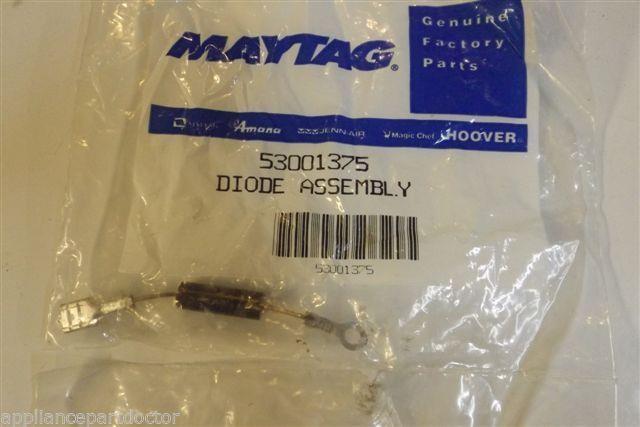 MAYTAG®
Genuine
Factory
Parts
Amana JENN-AIR Magic Chef HOOVER
53001375
DIODE ASSEMBLY
53001375
© appliancepartdoctor